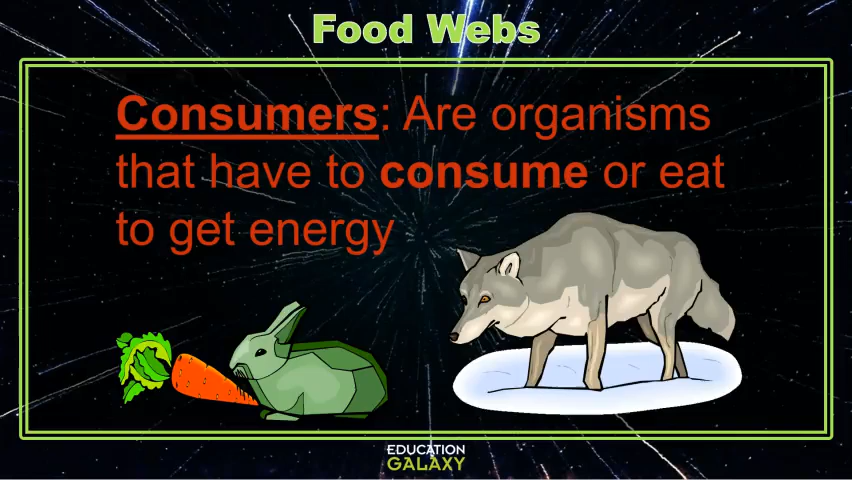 Food Webs
Consumers: Are organisms
that have to consume or eat
to get energy
EDUCATION
GALAXY